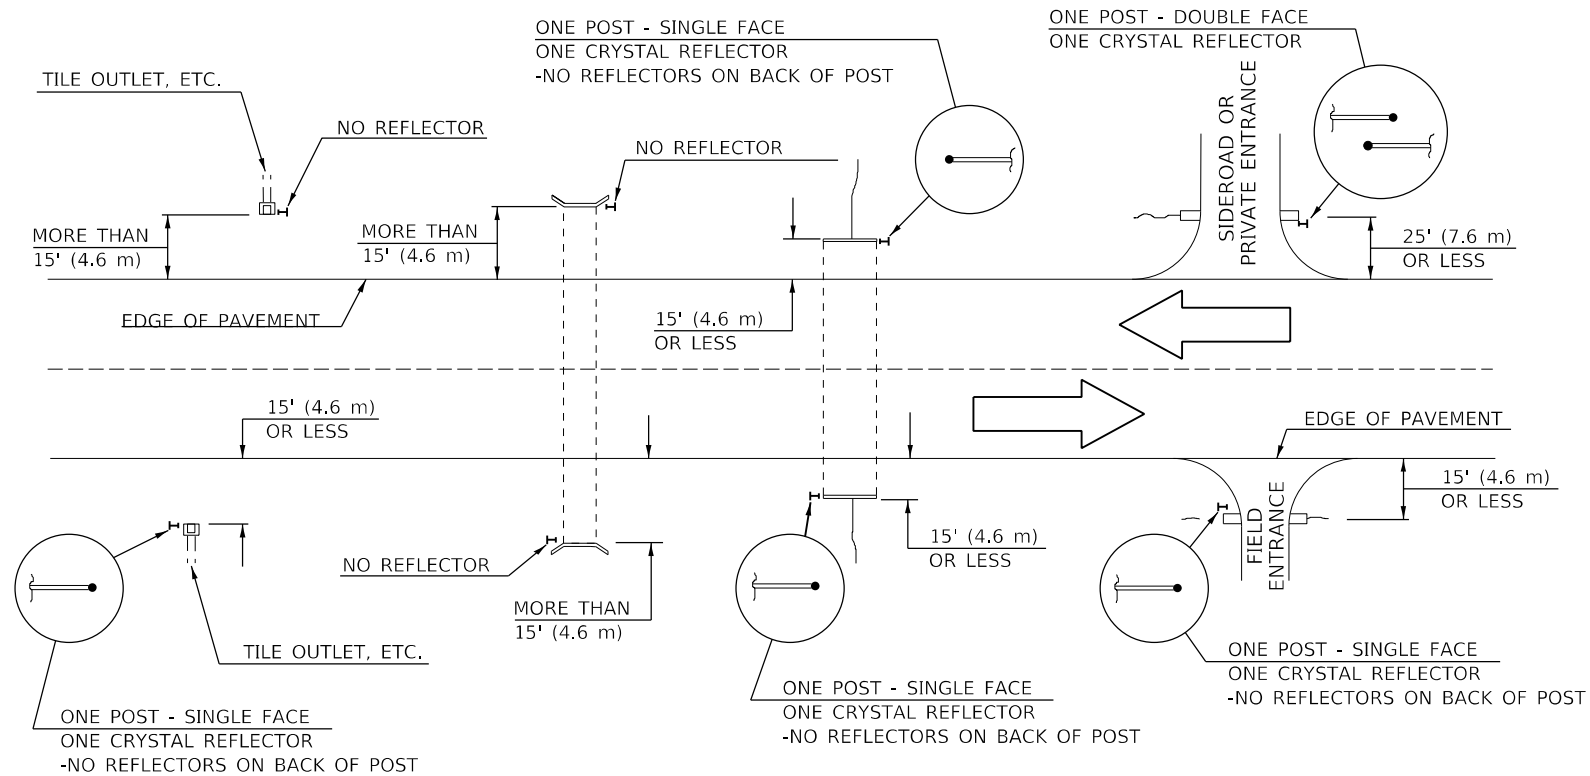 ONE POST - SINGLE FACE
ONE CRYSTAL REFLECTOR
-NO REFLECTORS ON BACK OF POST
ONE POST - DOUBLE FACE
ONE CRYSTAL REFLECTOR
TILE OUTLET, ETC.
NO REFLECTOR
NO REFLECTOR
SIDEROAD OR
PRIVATE ENTRANCE
MORE THAN
15' (4.6 m)
MORE THAN
15' (4.6 m)
25' (7.6 m)
OR LESS
EDGE OF PAVEMENT
15' (4.6 m)
OR LESS
15' (4.6 m)
OR LESS
EDGE OF PAVEMENT
15' (4.6 m)
OR LESS
FIELD
ENTRANCE
15' (4.6 m)
OR LESS
NO REFLECTOR
MORE THAN
15' (4.6 m)
TILE OUTLET, ETC.
ONE POST - SINGLE FACE
ONE CRYSTAL REFLECTOR
-NO REFLECTORS ON BACK OF POST
ONE POST - SINGLE FACE
ONE CRYSTAL REFLECTOR
-NO REFLECTORS ON BACK OF POST
ONE POST - SINGLE FACE
ONE CRYSTAL REFLECTOR
-NO REFLECTORS ON BACK OF POST